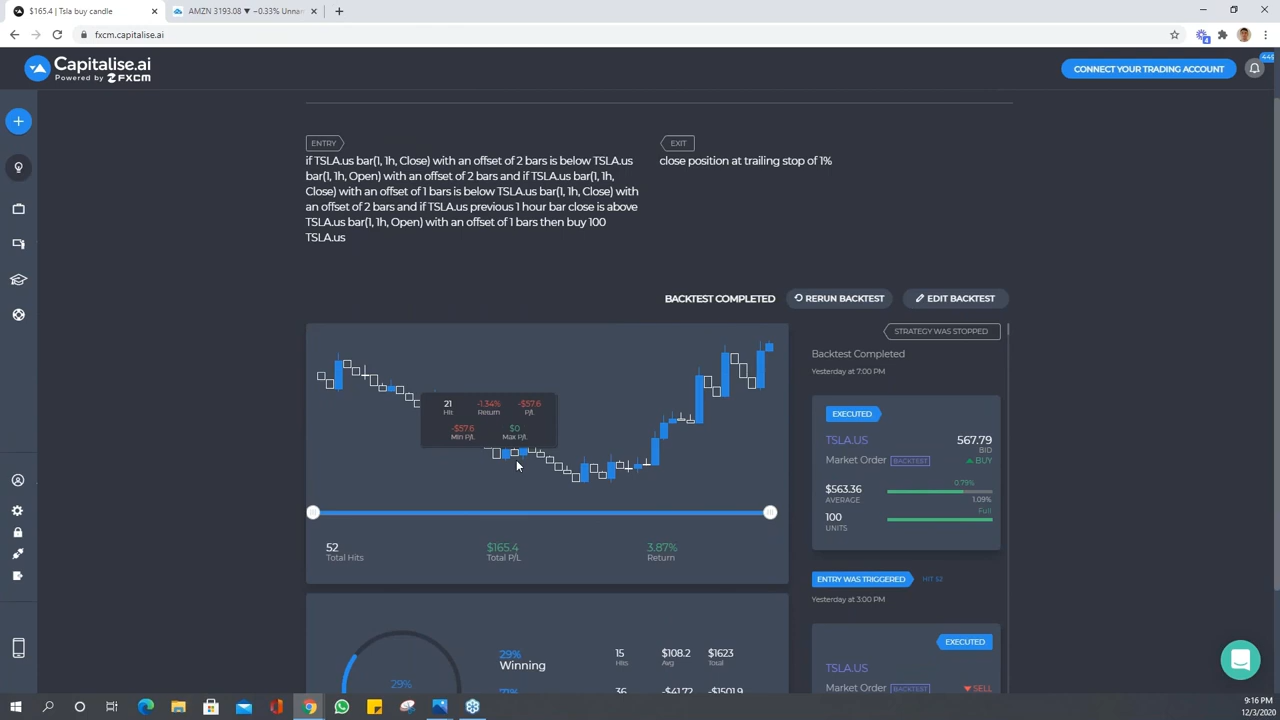 $165.4 | Tsla buy candle
AMZN 3193.08 ▼ −0.33% Unnam
fxcm.capitalise.ai
Capitalise.ai
Powered by FXCM
CONNECT YOUR TRADING ACCOUNT
ENTRY
if TSLA.us bar(1, 1h, Close) with an offset of 2 bars is below TSLA.us
bar(1, 1h, Open) with an offset of 2 bars and if TSLA.us bar(1, 1h,
Close) with an offset of 1 bars is below TSLA.us bar(1, 1h, Close) with
an offset of 2 bars and if TSLA.us previous 1 hour bar close is above
TSLA.us bar(1, 1h, Open) with an offset of 1 bars then buy 100
TSLA.us
EXIT
close position at trailing stop of 1%
BACKTEST COMPLETED
RERUN BACKTEST
EDIT BACKTEST
21
Hit
-1.34%
Return
-$57.6
P/L
-$57.6
Min P/L
$0
Max P/L
52
Total Hits
$165.4
Total P/L
3.87%
Return
29%
29%
Winning
15
Hits
$108.2
Avg
$1623
Total
71%
36
-$41.72
-$1501.9
STRATEGY WAS STOPPED
Backtest Completed
Yesterday at 7:00 PM
EXECUTED
TSLA.US
567.79
BID
Market Order BACKTEST
BUY
$563.36
AVERAGE
0.79%
1.09%
100
UNITS
Full
ENTRY WAS TRIGGERED HIT 52
Yesterday at 3:00 PM
EXECUTED
TSLA.US
Market Order BACKTEST
SELL
9:16 PM
12/3/2020